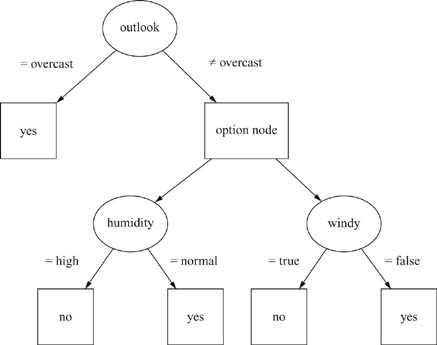 outlook
= overcast
≠ overcast
yes
option node
humidity
windy
= high
= normal
= true
= false
no
yes
no
yes